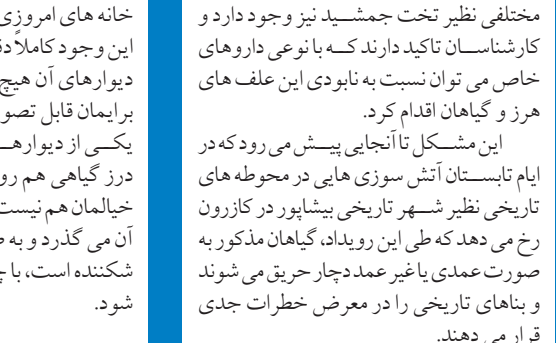 مختلفی نظیر تخت جمشید نیز وجود دارد و
کارشناسان تاکید دارند که با نوعی داروهای
خاص می توان نسبت به نابودی این علف های
هرز و گیاهان اقدام کرد.
این مشکل تا آنجایی پیش می رود که در
ایام تابستان آتش سوزی هایی در محوطه های
تاریخی نظیر شهر تاریخی بیشاپور در کازرون
رخ می دهد که طی این رویداد، گیاهان مذکور به
صورت عمدی یا غیر عمد دچار حریق می شوند
و بناهای تاریخی را در معرض خطرات جدی
قرار می دهند.
خانه های امروزی
این وجود کاملاً
دیوارهای آن هیچ
برایمان قابل
یکی از
درز گیاهی هم
خیالمان هم نیست
آن می گذرد و به
شکننده است، با
شود.